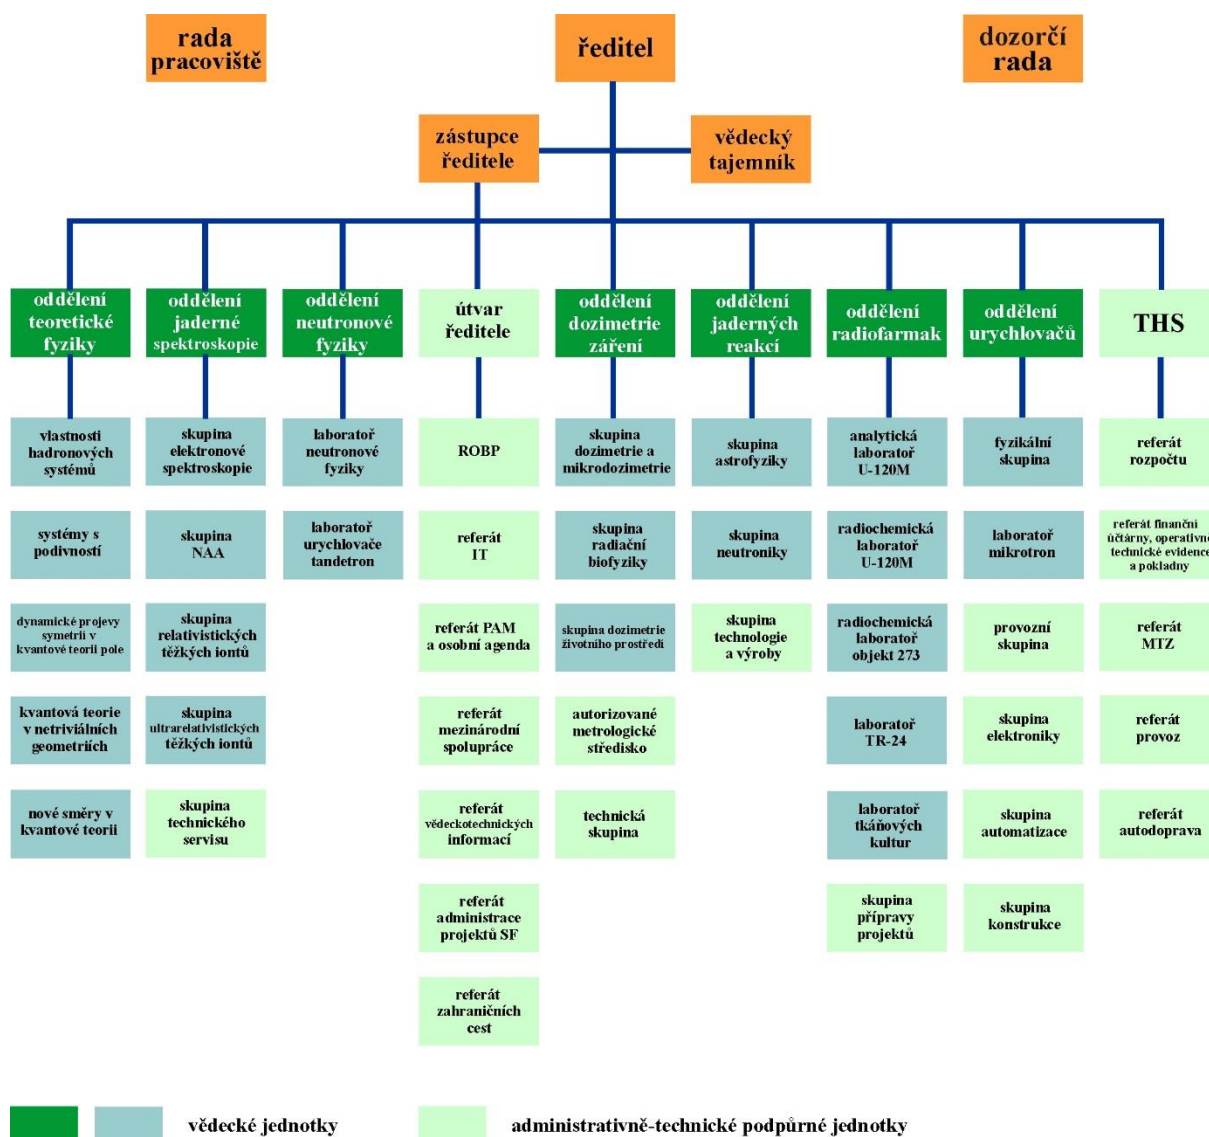 rada
pracoviště
ředitel
dozorčí
rada
zástupce
ředitele
vědecký
tajemník
oddělení
teoretické
fyziky
oddělení
jaderné
spektroskopie
oddělení
neutronové
fyziky
útvar
ředitele
oddělení
dozimetrie
záření
oddělení
jaderných
reakcí
oddělení
radiofarmak
oddělení
urychlovačů
THS
vlastnosti
hadronových
systémů
skupina
elektronové
spektroskopie
laboratoř
neutronové
fyziky
ROBP
skupina
dozimetrie a
mikrodozimetrie
skupina
astrofyziky
analytická
laboratoř
U-120M
fyzikální
skupina
referát
rozpočtu
systémy s
podivností
skupina
NAA
laboratoř
urychlovače
tandetron
referát
IT
skupina
radiační
biofyziky
skupina
neutroniky
radiochemická
laboratoř
U-120M
laboratoř
mikrotron
referát finanční
účtárny, operativně
technické evidence
a pokladny
dynamické projevy
symetrií v
kvantové teorii pole
skupina
relativistických
těžkých iontů
referát PAM
a osobní agenda
skupina dozimetrie
životního prostředí
skupina
technologie
a výroby
radiochemická
laboratoř
objekt 273
provozní
skupina
referát
MTZ
kvantová teorie
v netriviálních
geometriích
skupina
ultrarelativistických
těžkých iontů
referát
mezinárodní
spolupráce
autorizované
metrologické
středisko
laboratoř
TR-24
skupina
elektroniky
referát
provoz
nové směry v
kvantové teorii
skupina
technického
servisu
referát
vědeckotechnických
informací
technická
skupina
laboratoř
tkáňových
kultur
skupina
automatizace
referát
autodoprava
referát
administrace
projektů SF
skupina
přípravy
projektů
skupina
konstrukce
referát
zahraničních
cest
vědecké jednotky
administrativně-technické podpůrné jednotky